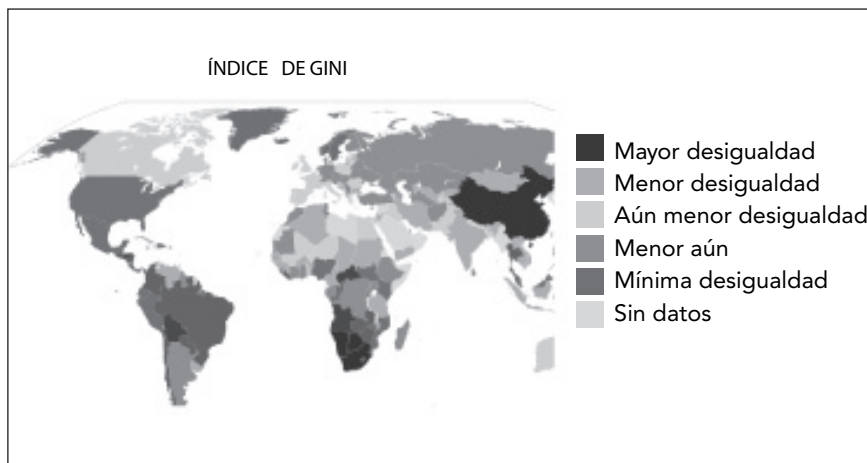 ÍNDICE DE GINI
Mayor desigualdad
Menor desigualdad
Aún menor desigualdad
Menor aún
Mínima desigualdad
Sin datos